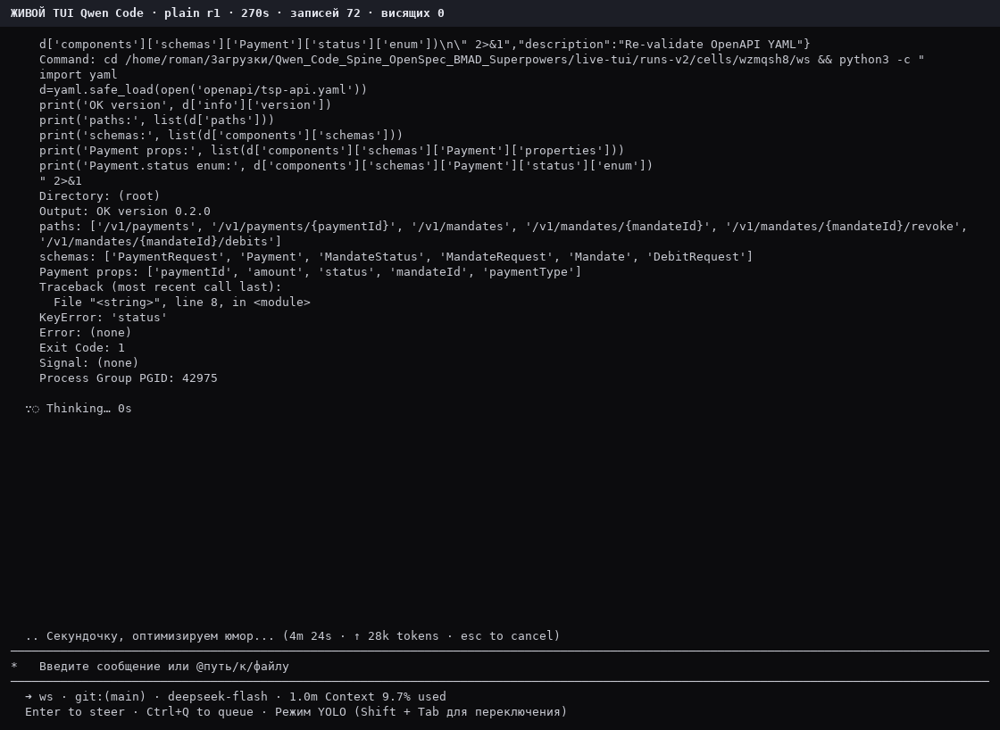 ЖИВОЙ TUI Qwen Code · plain r1 · 270s · записей 72 · висящих 0
d['components']['schemas']['Payment']['status']['enum'])\n\" 2>&1","description":"Re-validate OpenAPI YAML"}
Command: cd /home/roman/Загрузки/Qwen_Code_Spine_OpenSpec_BMAD_Superpowers/live-tui/runs-v2/cells/wzmqsh8/ws && python3 -c "
import yaml
d=yaml.safe_load(open('openapi/tsp-api.yaml'))
print('OK version', d['info']['version'])
print('paths:', list(d['paths']))
print('schemas:', list(d['components']['schemas']))
print('Payment props:', list(d['components']['schemas']['Payment']['properties']))
print('Payment.status enum:', d['components']['schemas']['Payment']['status']['enum'])
" 2>&1
Directory: (root)
Output: OK version 0.2.0
paths: ['/v1/payments', '/v1/payments/{paymentId}', '/v1/mandates', '/v1/mandates/{mandateId}', '/v1/mandates/{mandateId}/revoke',
'/v1/mandates/{mandateId}/debits']
schemas: ['PaymentRequest', 'Payment', 'MandateStatus', 'MandateRequest', 'Mandate', 'DebitRequest']
Payment props: ['paymentId', 'amount', 'status', 'mandateId', 'paymentType']
Traceback (most recent call last):
  File "<string>", line 8, in <module>
KeyError: 'status'
Error: (none)
Exit Code: 1
Signal: (none)
Process Group PGID: 42975
∵◌ Thinking… 0s
.. Секундочку, оптимизируем юмор... (4m 24s · ↑ 28k tokens · esc to cancel)
*   Введите сообщение или @путь/к/файлу
➜ ws · git:(main) · deepseek-flash · 1.0m Context 9.7% used
Enter to steer · Ctrl+Q to queue · Режим YOLO (Shift + Tab для переключения)